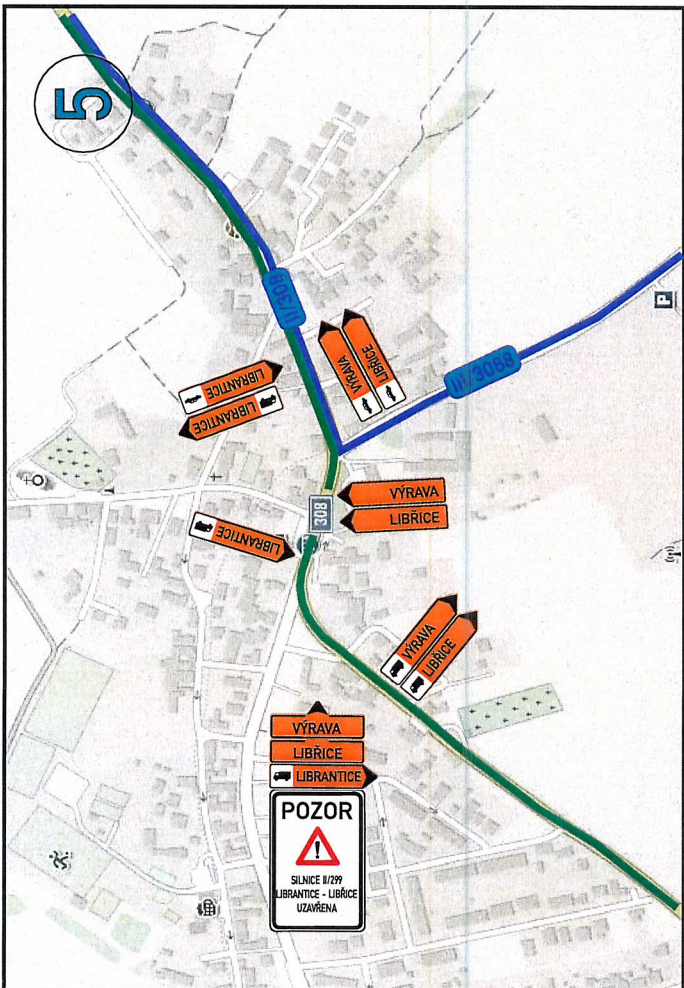 5
II/308
LIBRANTICE
LIBRANTICE
VÝRAVA
LIBŘICE
III/3088
P
308
VÝRAVA
LIBŘICE
LIBRANTICE
VÝRAVA
LIBŘICE
VÝRAVA
LIBŘICE
LIBRANTICE
POZOR
!
SILNICE II/299
LIBRANTICE - LIBŘICE
UZAVŘENA